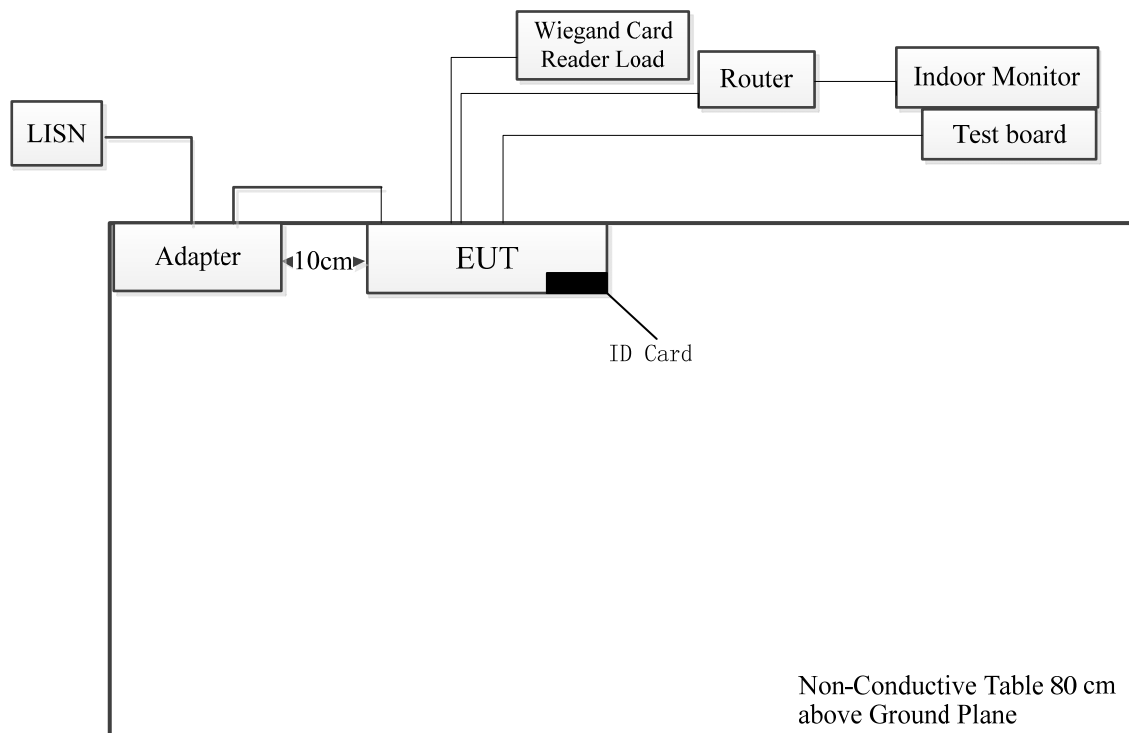 Wiegand Card
Reader Load
Router
Indoor Monitor
LISN
Test board
Adapter
10cm
EUT
ID Card
Non-Conductive Table 80 cm
above Ground Plane